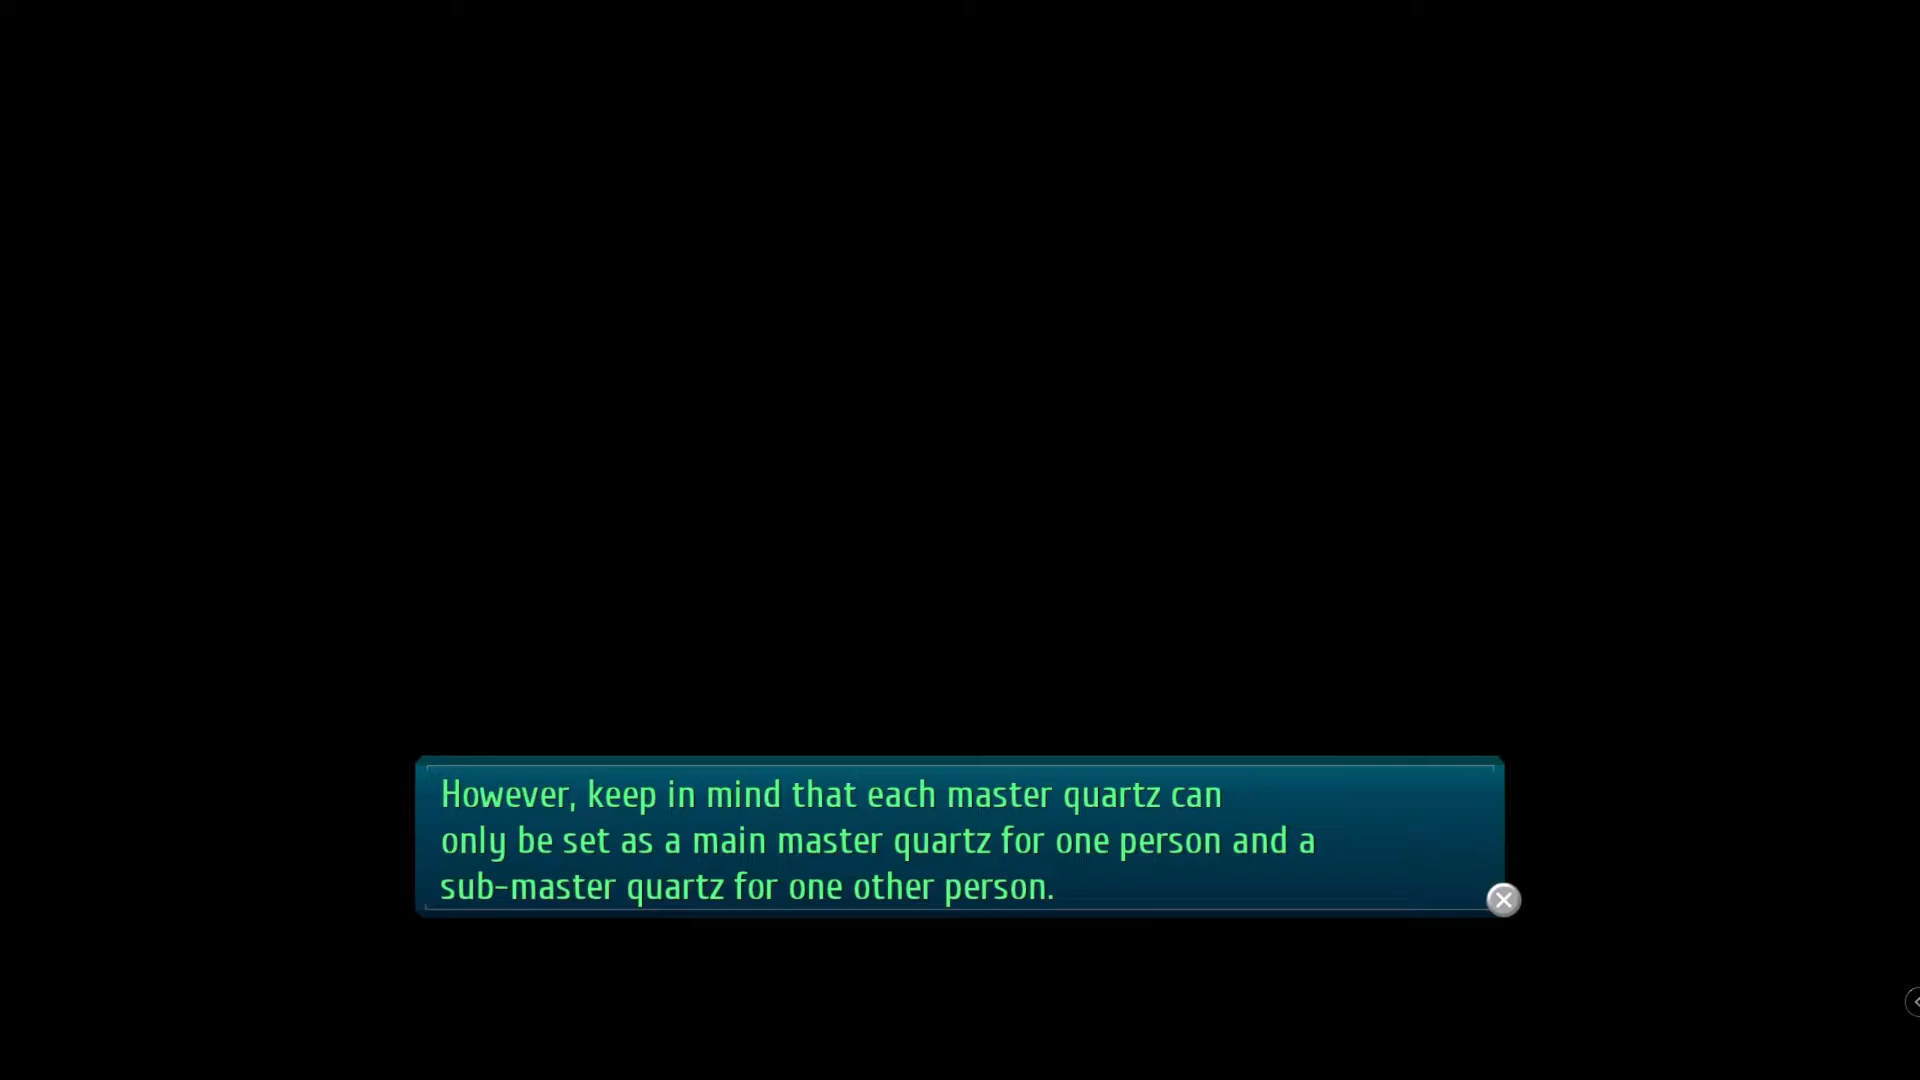 However, keep in mind that each master quartz can
only be set as a main master quartz for one person and a
sub-master quartz for one other person.